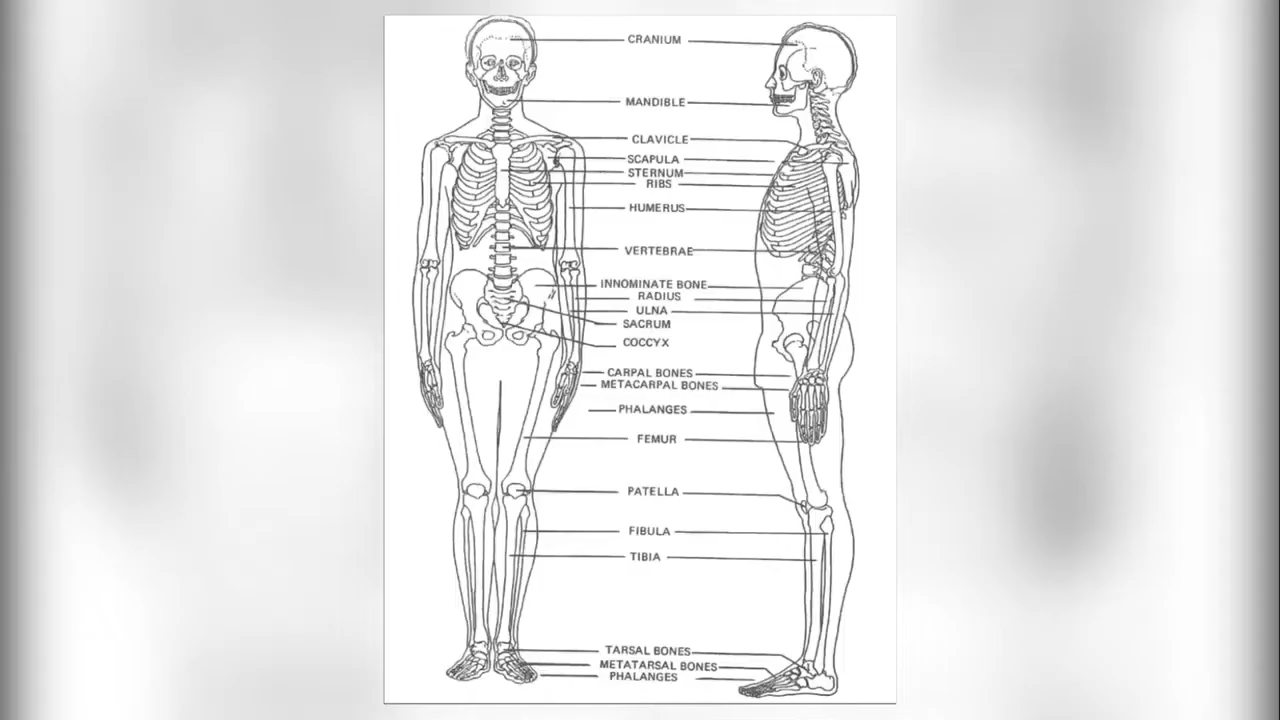 CRANIUM
MANDIBLE
CLAVICLE
SCAPULA
STERNUM
RIBS
HUMERUS
VERTEBRAE
INNOMINATE BONE
RADIUS
ULNA
SACRUM
COCCYX
CARPAL BONES
METACARPAL BONES
PHALANGES
FEMUR
PATELLA
FIBULA
TIBIA
TARSAL BONES
METATARSAL BONES
PHALANGES